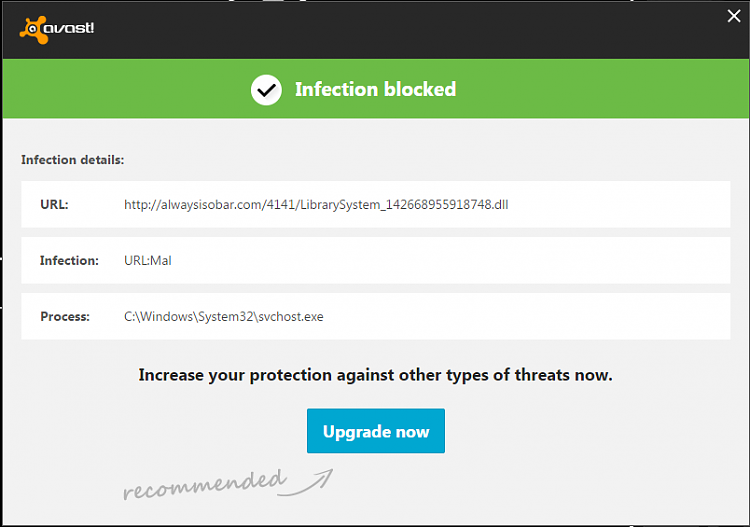 avast!
Infection blocked
Infection details:
URL: http://alwaysisobar.com/4141/LibrarySystem_142668955918748.dll
Infection: URL:Mal
Process: C:\Windows\System32\svchost.exe
Increase your protection against other types of threats now.
Upgrade now
recommended